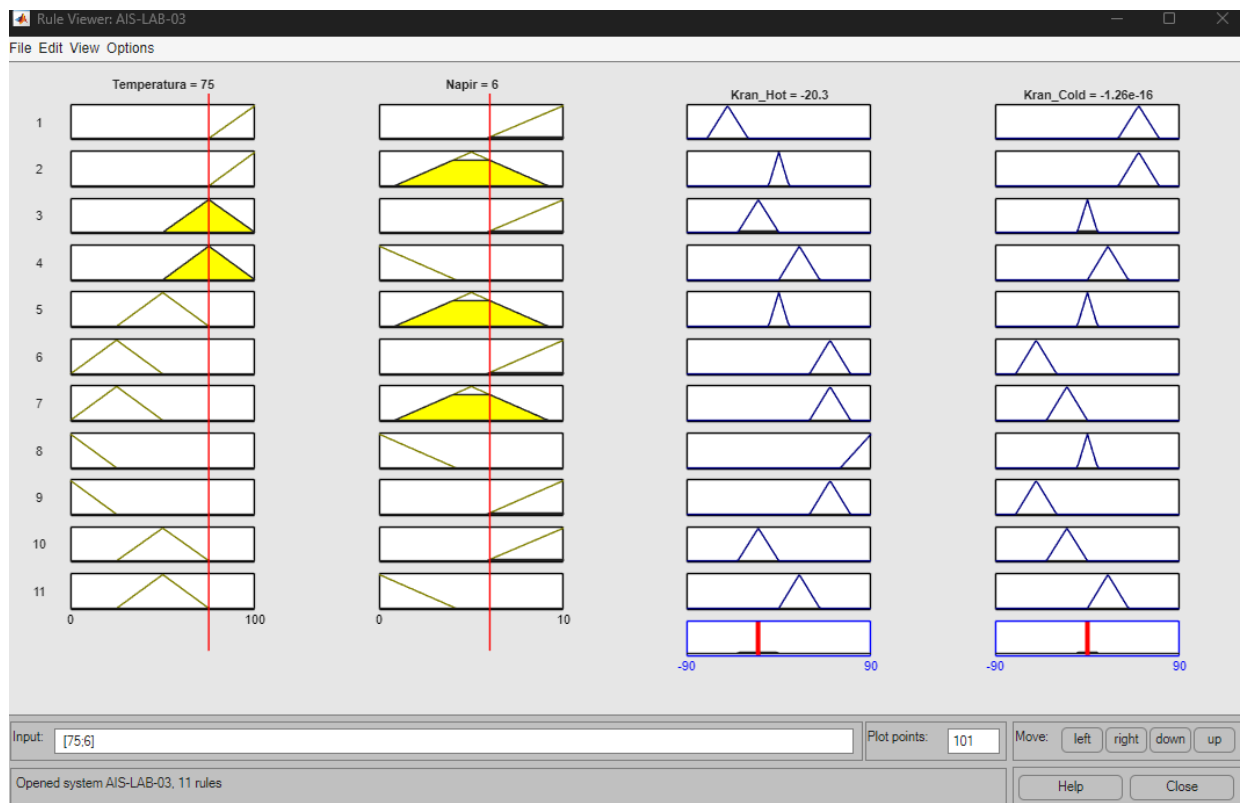 Rule Viewer: AIS-LAB-03
File Edit View Options
Temperatura = 75
Napir = 6
Kran_Hot = -20.3
Kran_Cold = -1.26e-16
1
2
3
4
5
6
7
8
9
10
11
0 100
0 10
-90 90
-90 90
Input: [75;6]
Plot points: 101
Move: left right down up
Opened system AIS-LAB-03, 11 rules
Help Close